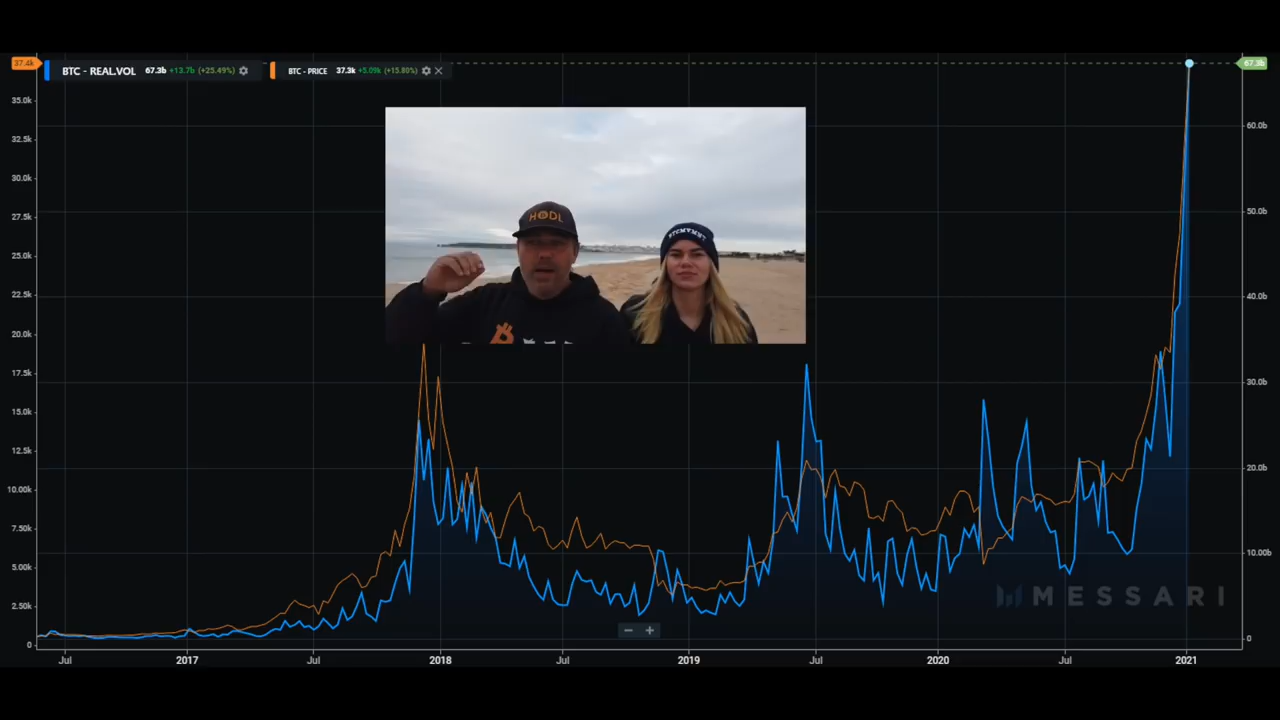 37.4k
BTC - REAL.VOL 67.3b +13.7b (+25.49%)
BTC - PRICE 37.3k +5.09k (+15.80%)
67.3b
35.0k
32.5k
30.0k
27.5k
25.0k
22.5k
20.0k
17.5k
15.0k
12.5k
10.00k
7.50k
5.00k
2.50k
0
60.0b
50.0b
40.0b
30.0b
20.0b
10.00b
0
HODL
MESSARI
− +
Jul 2017 Jul 2018 Jul 2019 Jul 2020 Jul 2021